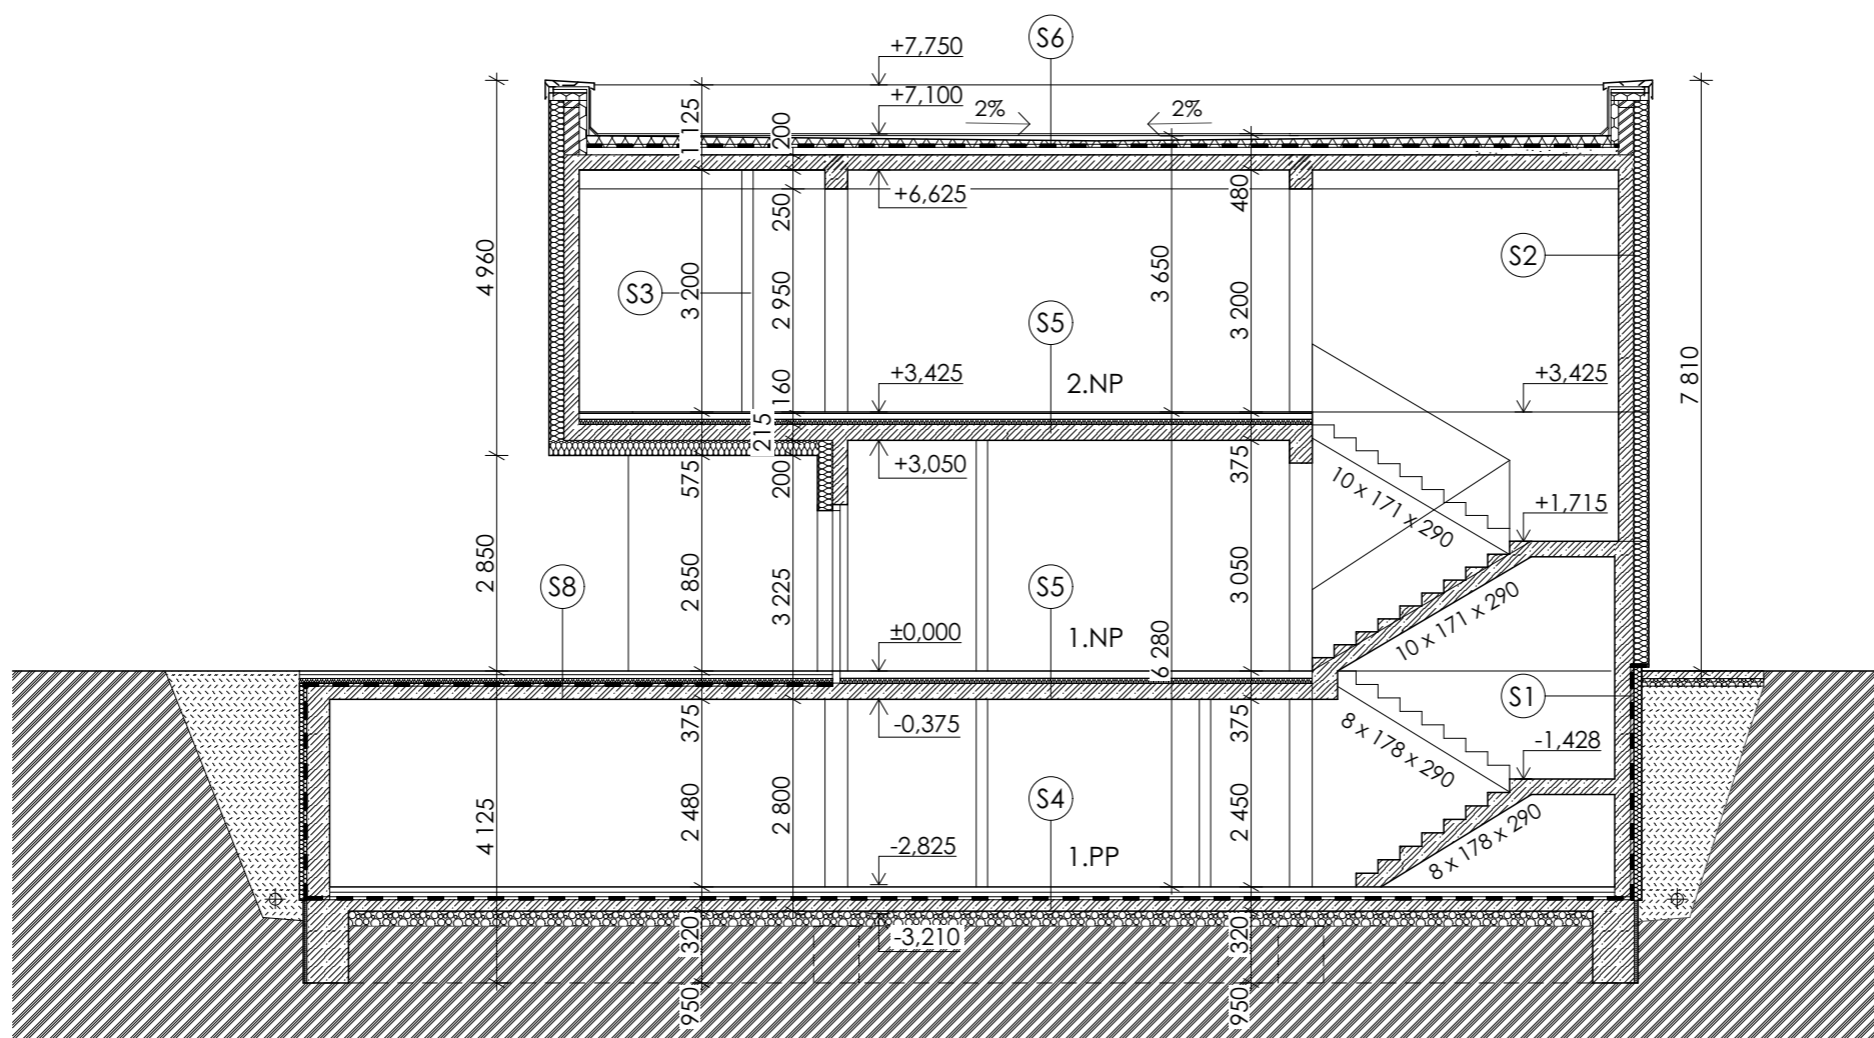 S6
+7,750
+7,100
2%
2%
1 125
200
+6,625
250
480
4 960
S3
3 200
2 950
3 650
3 200
S2
S5
2.NP
+3,425
+3,425
7 810
160
215
+3,050
575
200
375
10 x 171 x 290
+1,715
2 850
S8
2 850
3 225
S5
3 050
10 x 171 x 290
±0,000
1.NP
6 280
S1
375
-0,375
375
8 x 178 x 290
-1,428
4 125
2 480
2 800
S4
2 450
8 x 178 x 290
-2,825
1.PP
320
-3,210
320
950
950